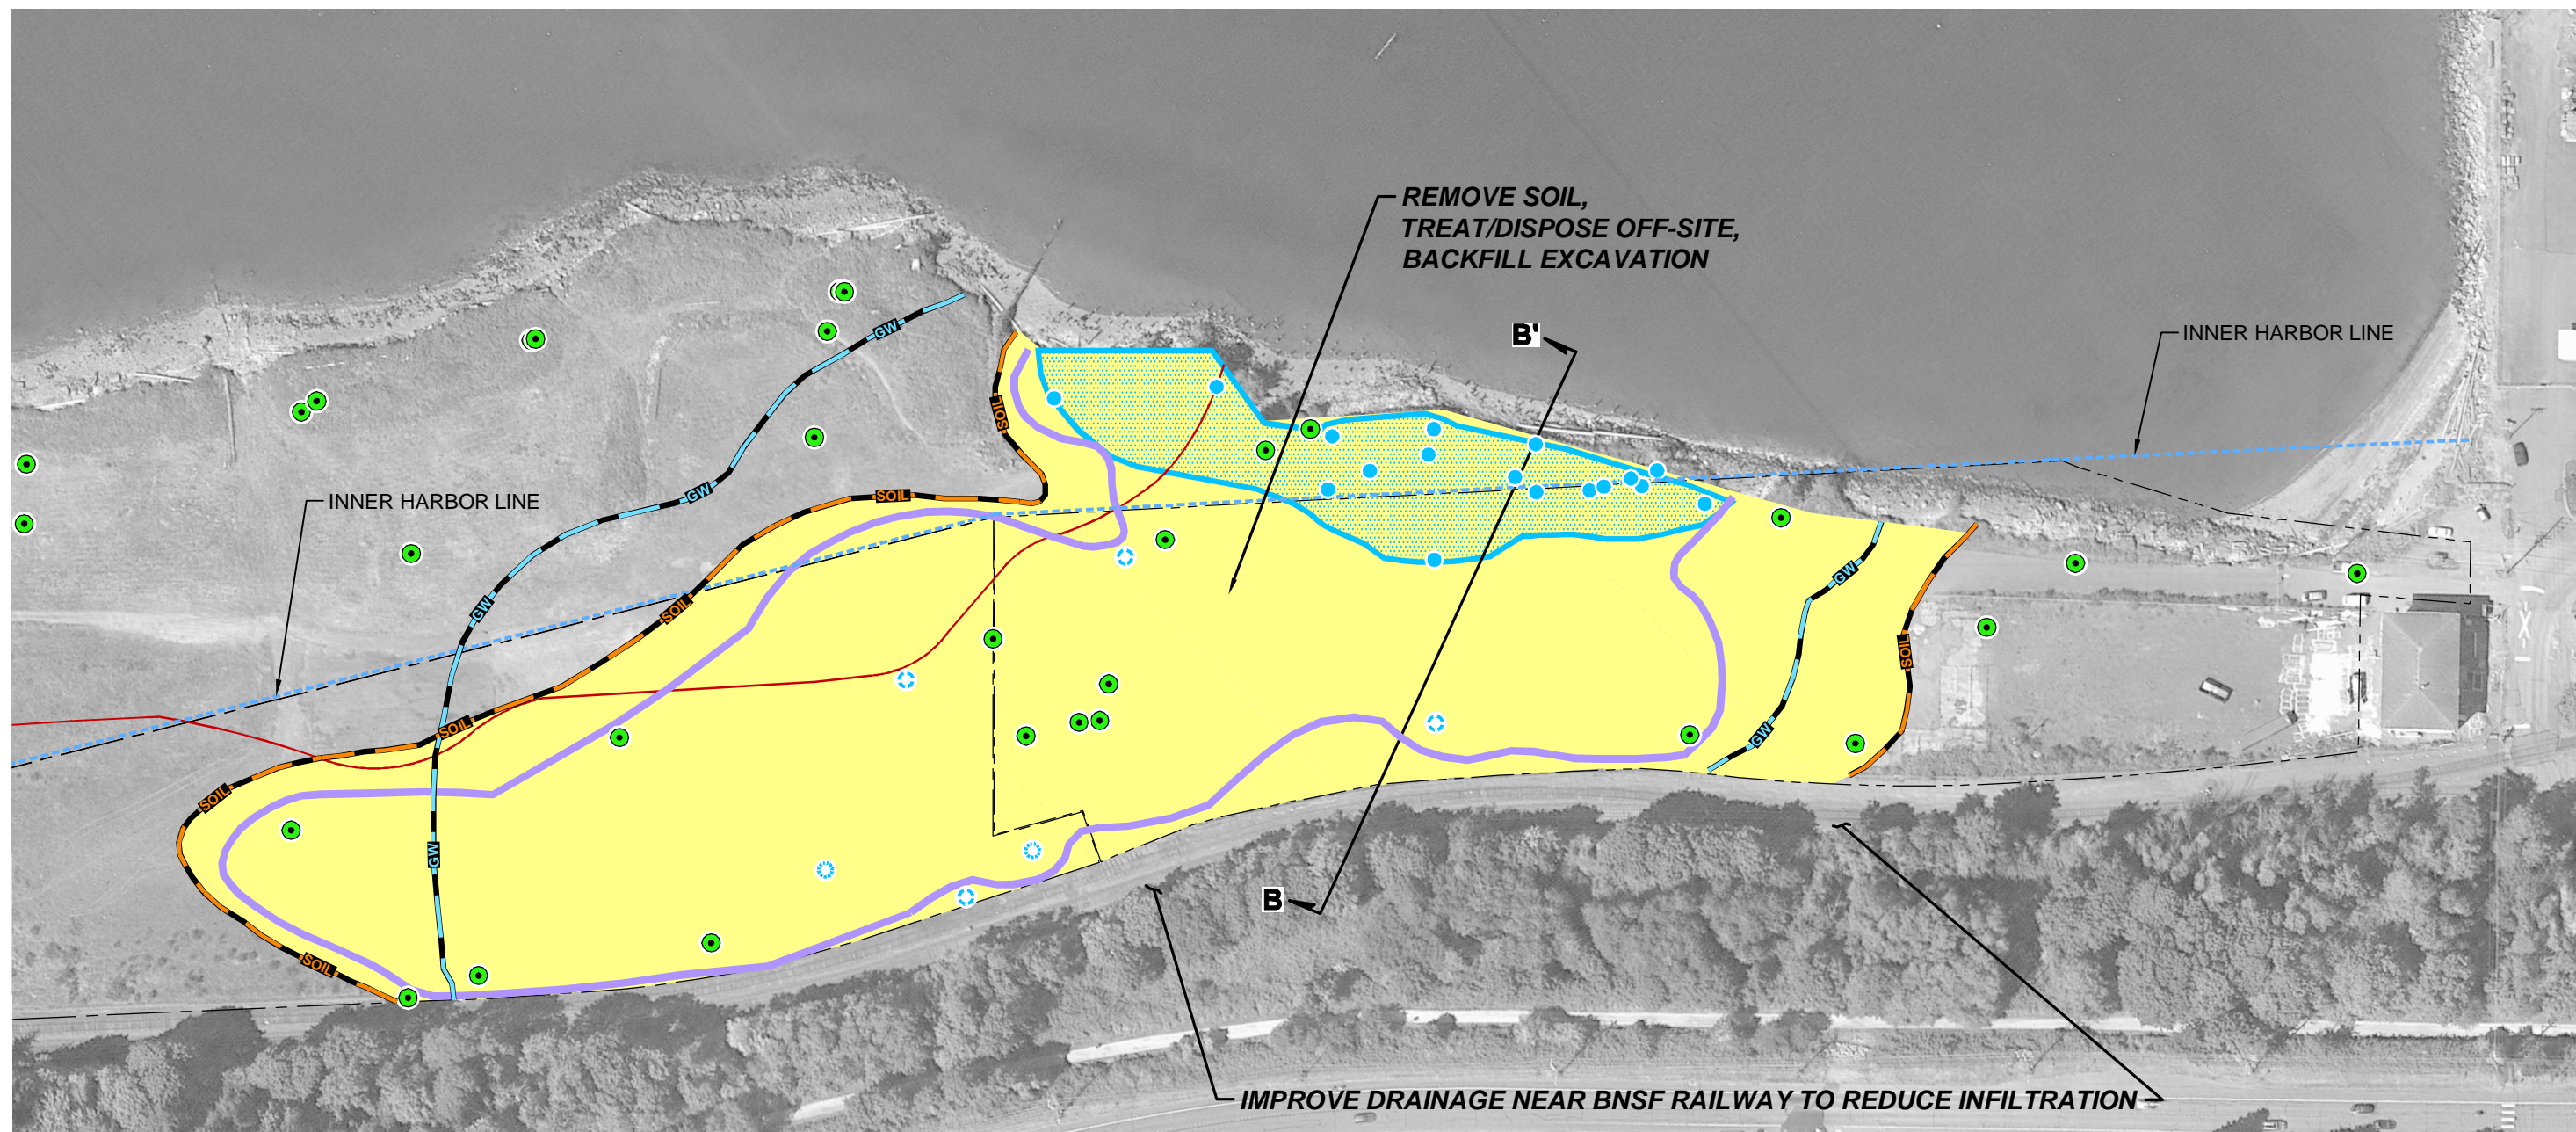 REMOVE SOIL,
TREAT/DISPOSE OFF-SITE,
BACKFILL EXCAVATION
B'
INNER HARBOR LINE
GW
SOIL
GW
SOIL
INNER HARBOR LINE
GW
GW
SOIL
SOIL
SOIL
GW
SOIL
GW
B
SOIL
IMPROVE DRAINAGE NEAR BNSF RAILWAY TO REDUCE INFILTRATION